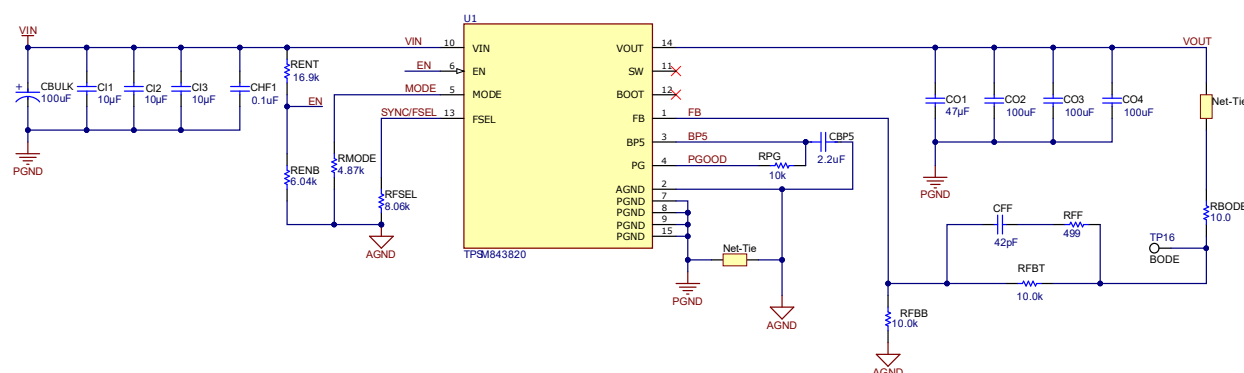 U1
VIN
VIN
10
VIN
VOUT
14
VOUT
EN
6
EN
SW
11
MODE
5
MODE
BOOT
12
SYNC/FSEL
13
FSEL
FB
1
FB
BP5
3
BP5
PG
4
PGOOD
AGND
2
PGND
7
PGND
8
PGND
9
PGND
15
TPSM843820
+
CBULK
100uF
CI1
10µF
CI2
10µF
CI3
10µF
CHF1
0.1uF
PGND
RENT
16.9k
EN
RENB
6.04k
RMODE
4.87k
RFSEL
8.06k
AGND
CBP5
2.2uF
RPG
10k
Net-Tie
PGND
AGND
CO1
47µF
CO2
100uF
CO3
100uF
CO4
100uF
PGND
Net-Tie
RBODE
10.0
TP16
BODE
CFF
42pF
RFF
499
RFBT
10.0k
RFBB
10.0k
AGND